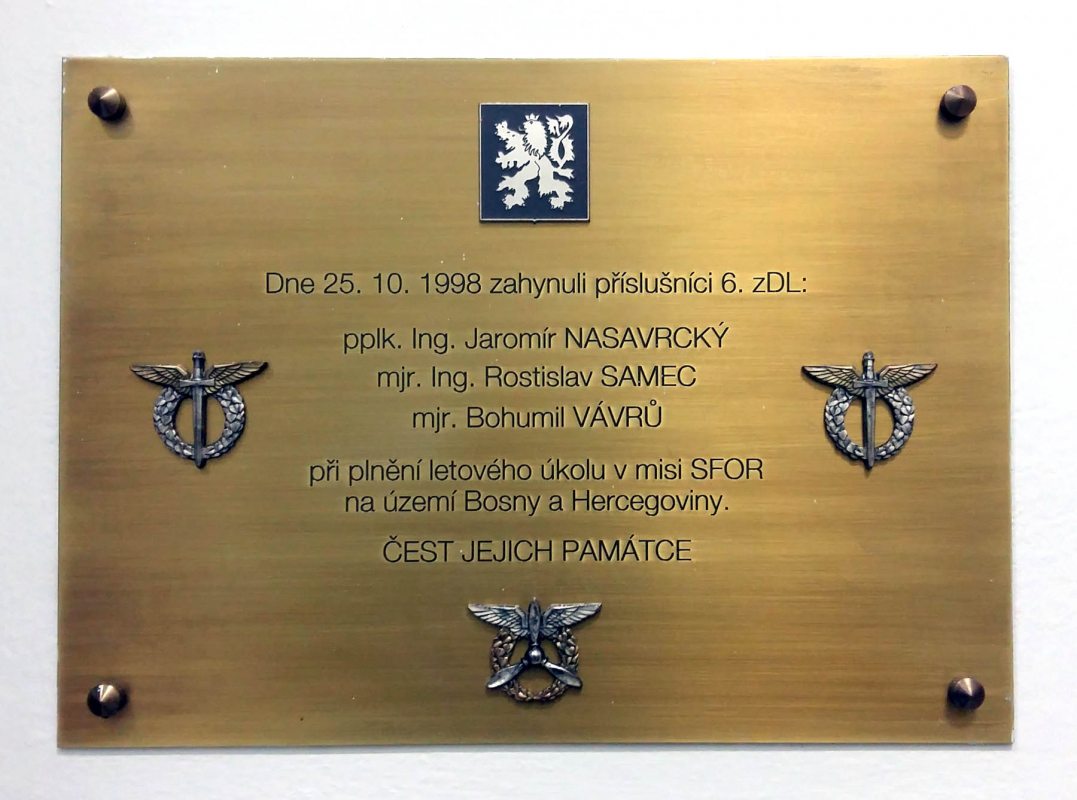 Dne 25. 10. 1998 zahynuli příslušníci 6. zDL:
pplk. Ing. Jaromír NASAVRCKÝ
mjr. Ing. Rostislav SAMEC
mjr. Bohumil VÁVRŮ
při plnění letového úkolu v misi SFOR
na území Bosny a Hercegoviny.
ČEST JEJICH PAMÁTCE